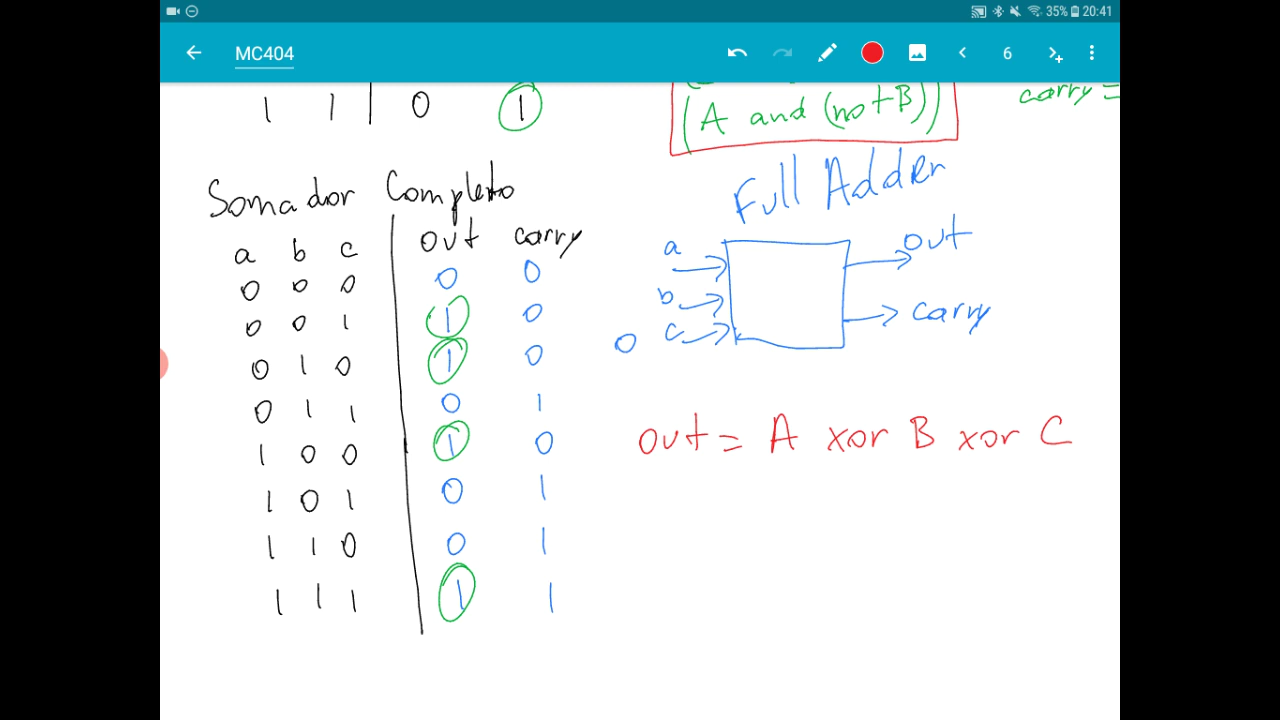 35% 20:41
MC404 6
1 1 0 1
(A and (not B))
carry =
Somador Completo
Full Adder
a b c out carry
0 0 0 0 0
0 0 1 1 0
0 1 0 1 0
0 1 1 0 1
1 0 0 1 0
1 0 1 0 1
1 1 0 0 1
1 1 1 1 1
a out
b carry
0 c
out = A xor B xor C